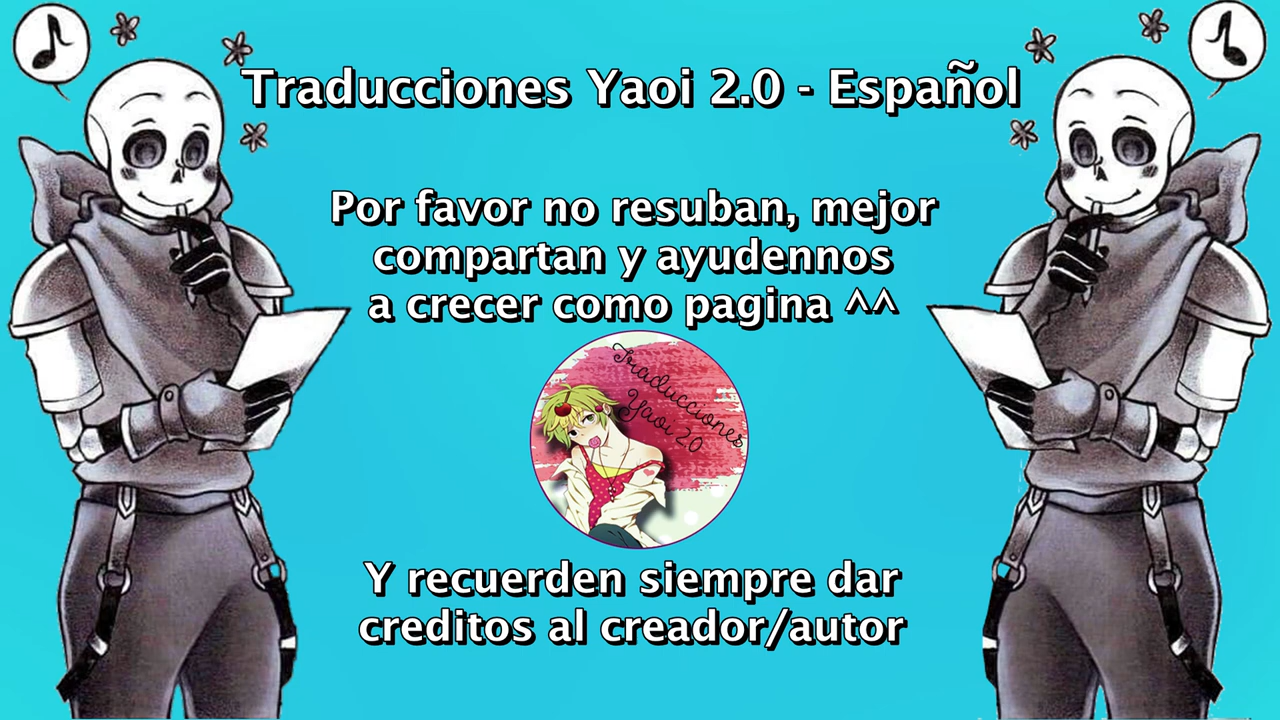 Traducciones Yaoi 2.0 - Español
Por favor no resuban, mejor
compartan y ayudennos
a crecer como pagina ^^
Traducciones
Yaoi 2.0
Y recuerden siempre dar
creditos al creador/autor